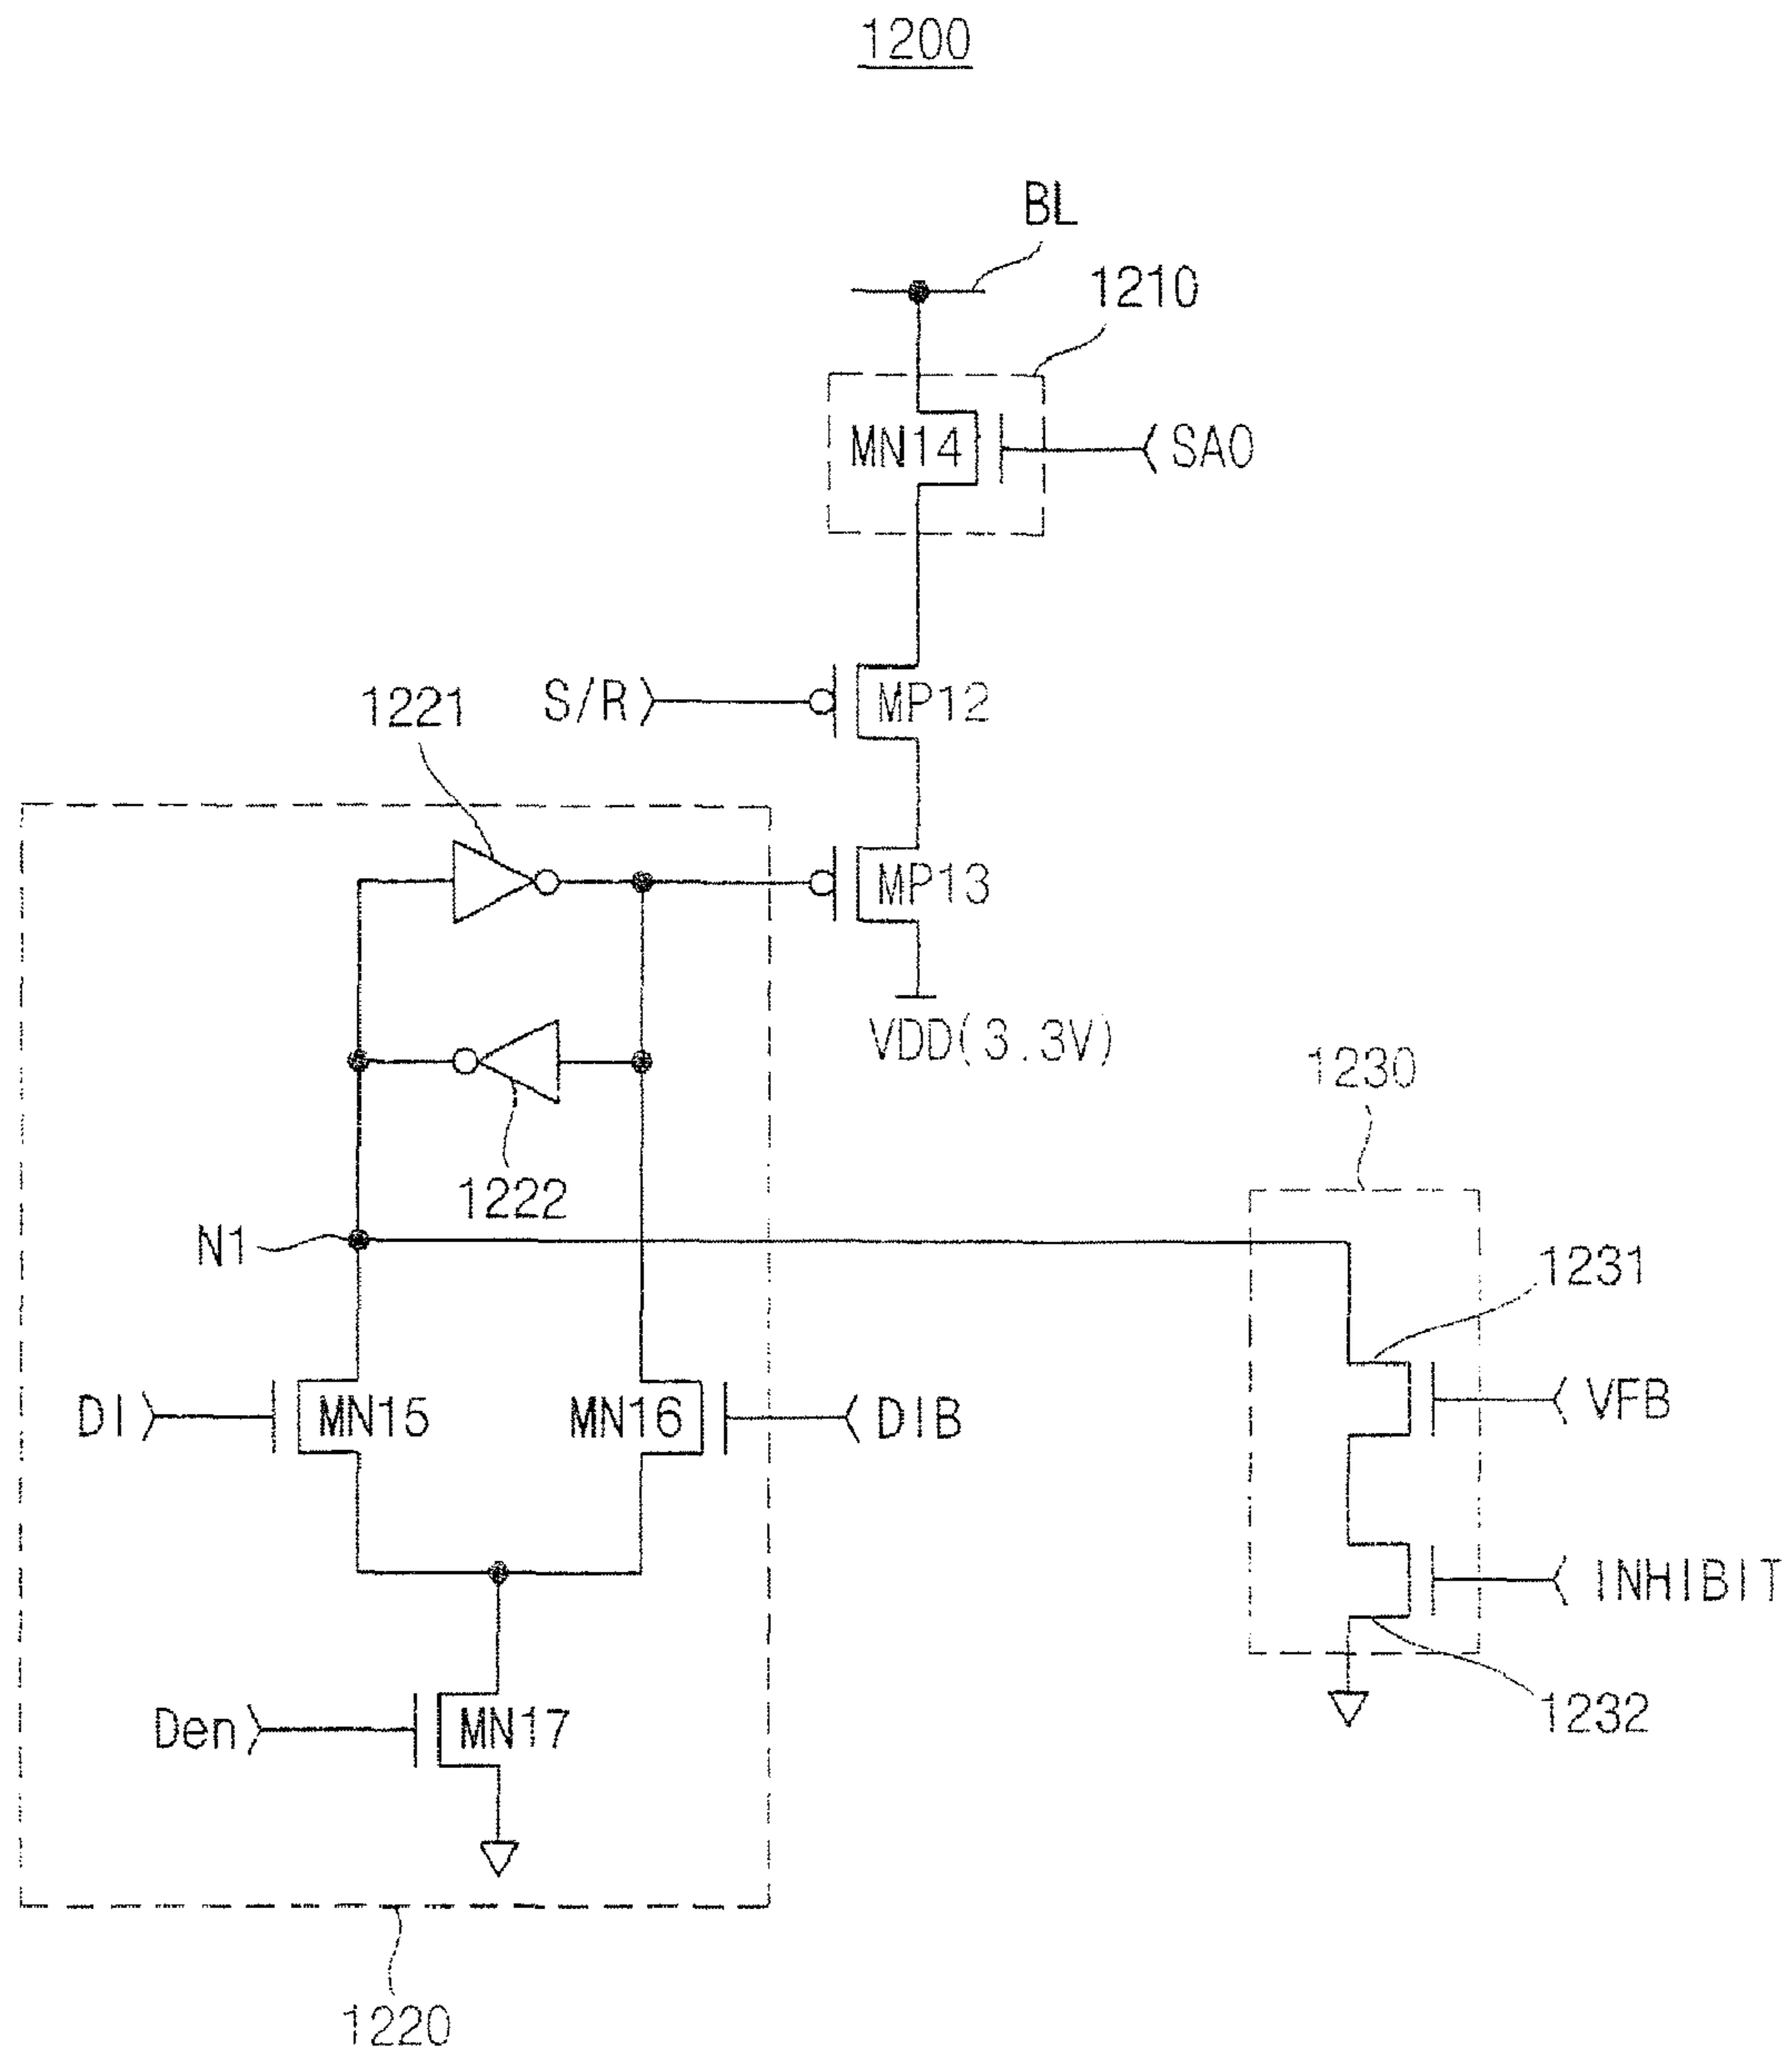 1200
BL
1210
MN14
SAO
S/R
MP12
1221
MP13
VDD(3.3V)
1222
1230
N1
1231
DI
MN15
MN16
DIB
VFB
INHIBIT
Den
MN17
1232
1220